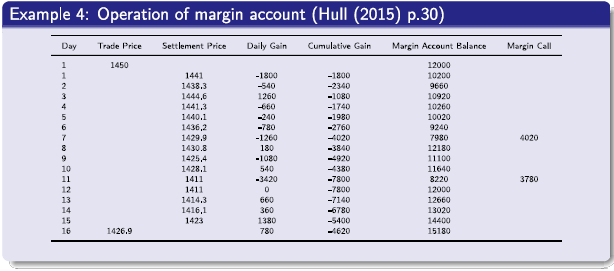 Example 4: Operation of margin account (Hull (2015) p.30)
Day Trade Price Settlement Price Daily Gain Cumulative Gain Margin Account Balance Margin Call
1 1450 12000
1 1441 -1800 -1800 10200
2 1438.3 -540 -2340 9660
3 1444.6 1260 -1080 10920
4 1441.3 -660 -1740 10260
5 1440.1 -240 -1980 10020
6 1436.2 -780 -2760 9240
7 1429.9 -1260 -4020 7980 4020
8 1430.8 180 -3840 12180
9 1425.4 -1080 -4920 11100
10 1428.1 540 -4380 11640
11 1411 -3420 -7800 8220 3780
12 1411 0 -7800 12000
13 1414.3 660 -7140 12660
14 1416.1 360 -6780 13020
15 1423 1380 -5400 14400
16 1426.9 780 -4620 15180